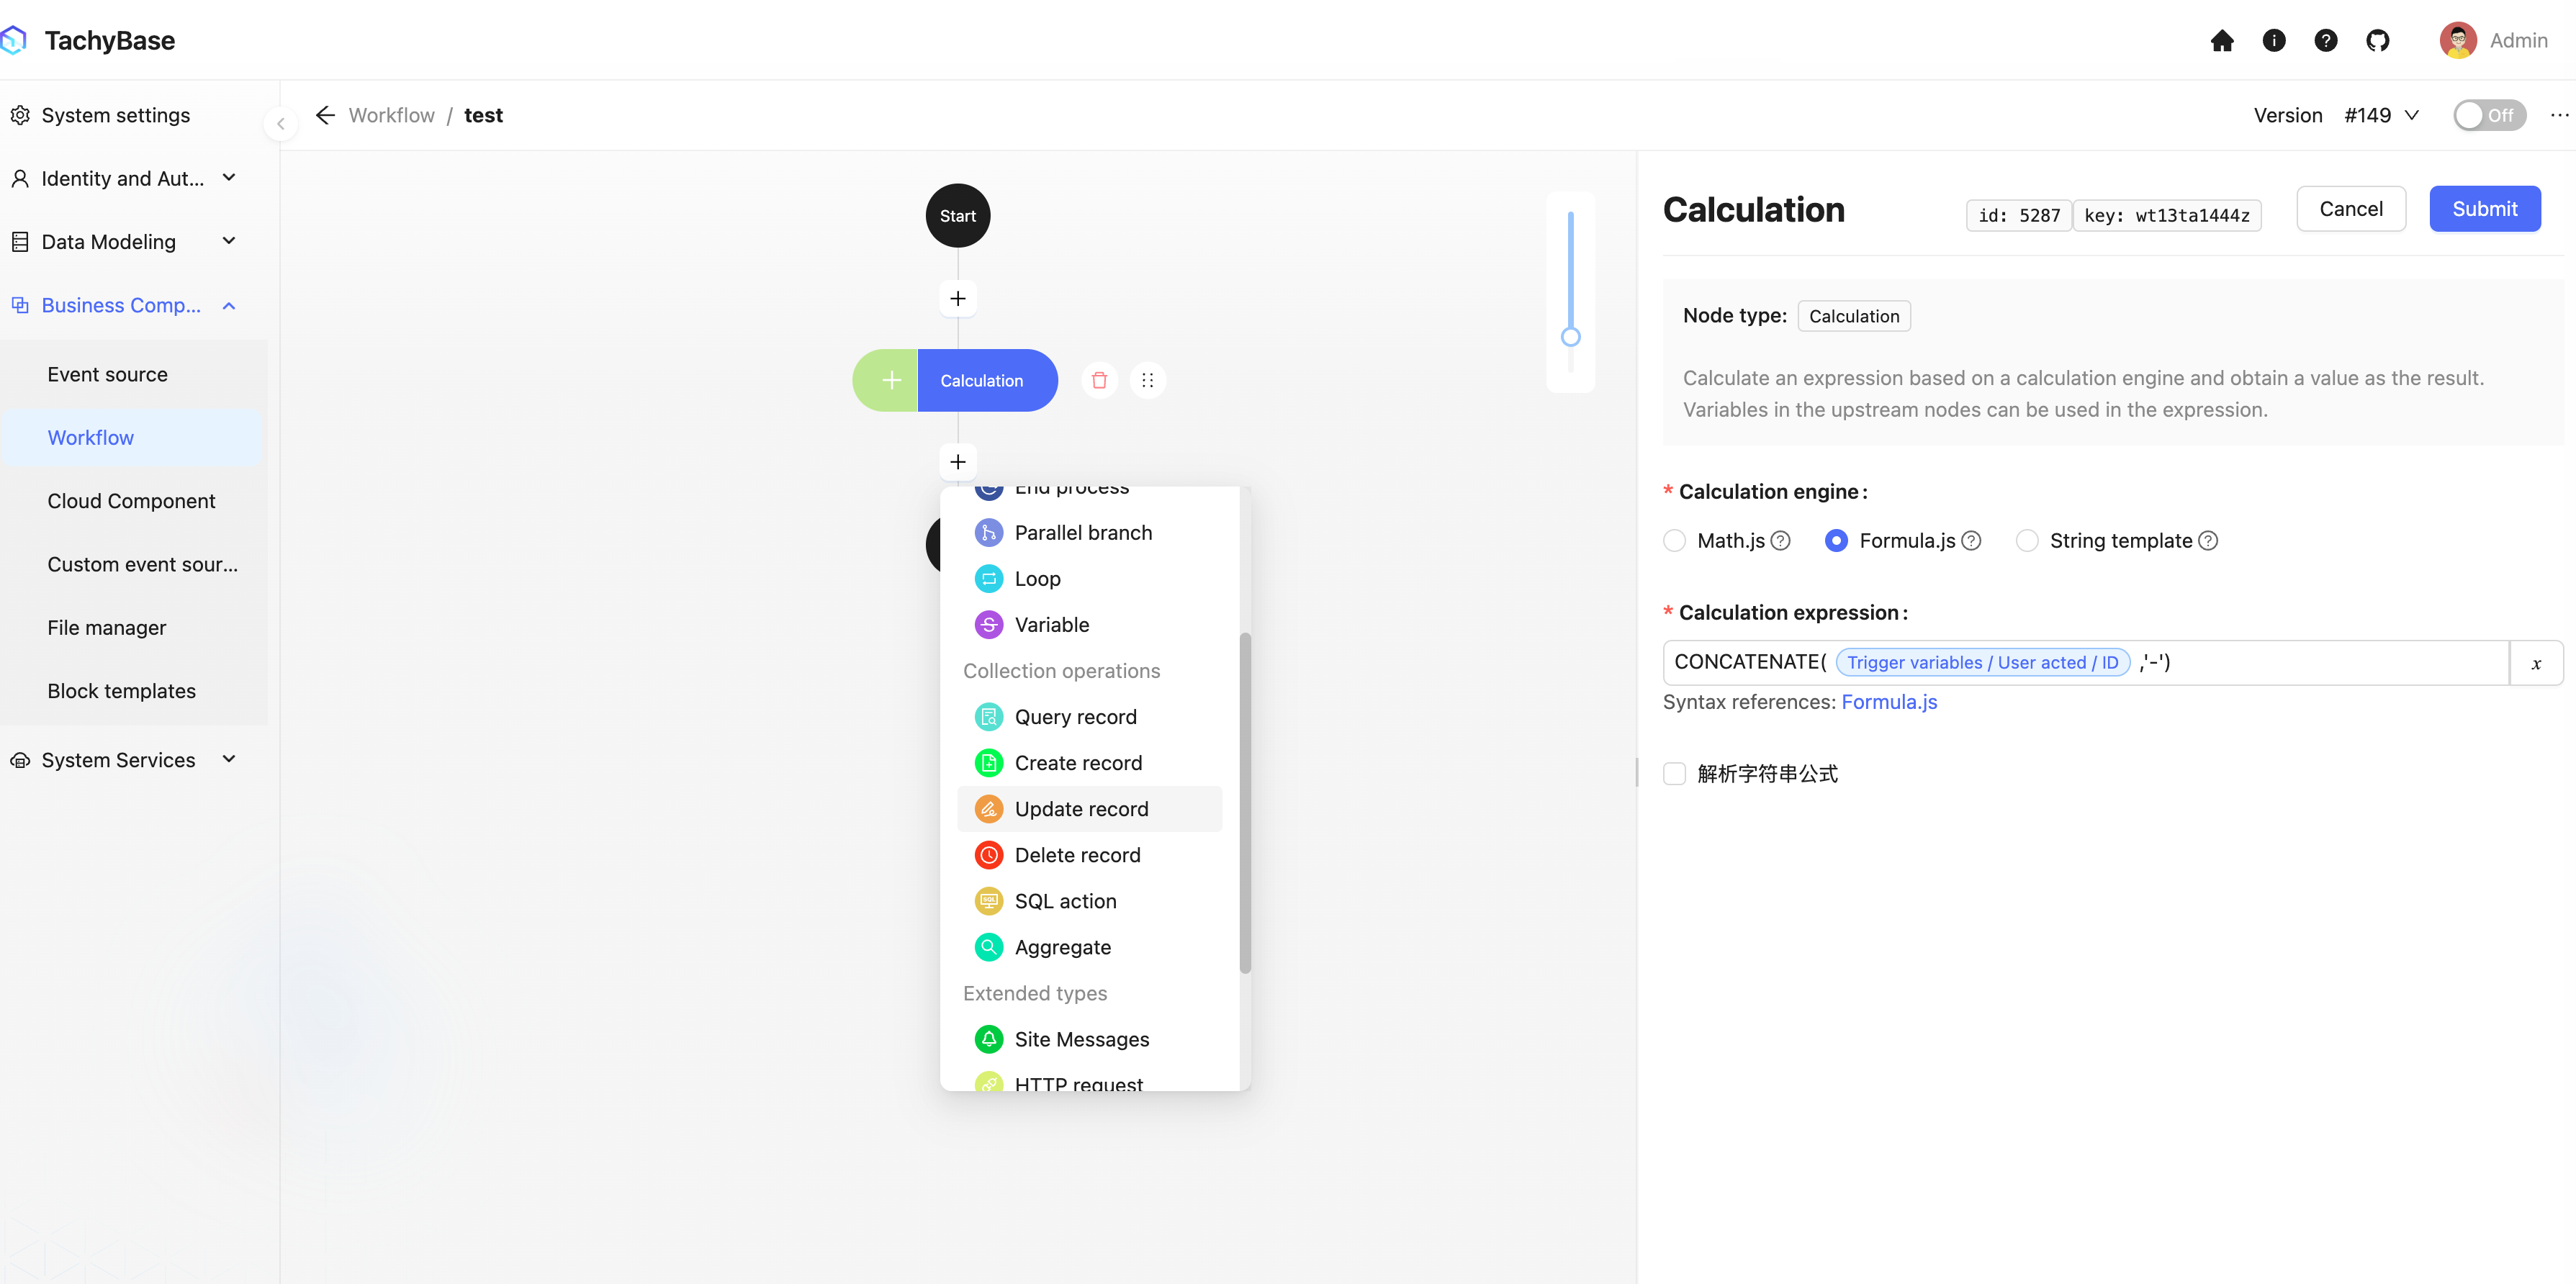 TachyBase
Admin
System settings
Identity and Aut...
Data Modeling
Business Comp...
Event source
Workflow
Cloud Component
Custom event sour...
File manager
Block templates
System Services
Workflow / test
Version #149
Off
Start
Calculation
End process
Parallel branch
Loop
Variable
Collection operations
Query record
Create record
Update record
Delete record
SQL action
Aggregate
Extended types
Site Messages
HTTP request
Calculation
id: 5287
key: wt13ta1444z
Cancel
Submit
Node type: Calculation
Calculate an expression based on a calculation engine and obtain a value as the result.
Variables in the upstream nodes can be used in the expression.
* Calculation engine:
Math.js
Formula.js
String template
* Calculation expression:
CONCATENATE( Trigger variables / User acted / ID ,'-')
x
Syntax references: Formula.js
解析字符串公式